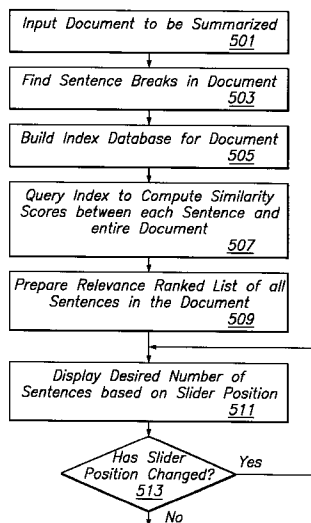 Input Document to be Summarized
501
Find Sentence Breaks in Document
503
Build Index Database for Document
505
Query Index to Compute Similarity
Scores between each Sentence and
entire Document
507
Prepare Relevance Ranked List of all
Sentences in the Document
509
Display Desired Number of
Sentences based on Slider Position
511
Has Slider
Position Changed?
513
Yes
No